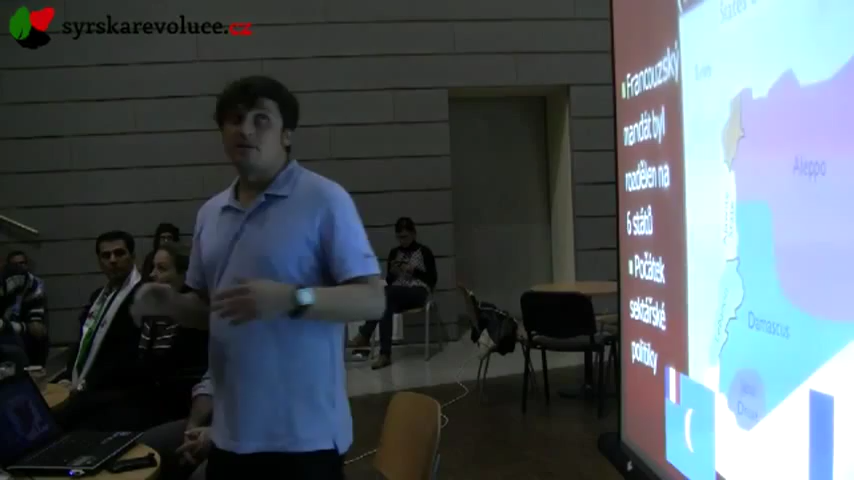 syrskarevoluce.cz
Francouzský
mandát byl
rozdělen na
6 států
Počátek
sektářské
politiky
Aleppo
Damascus